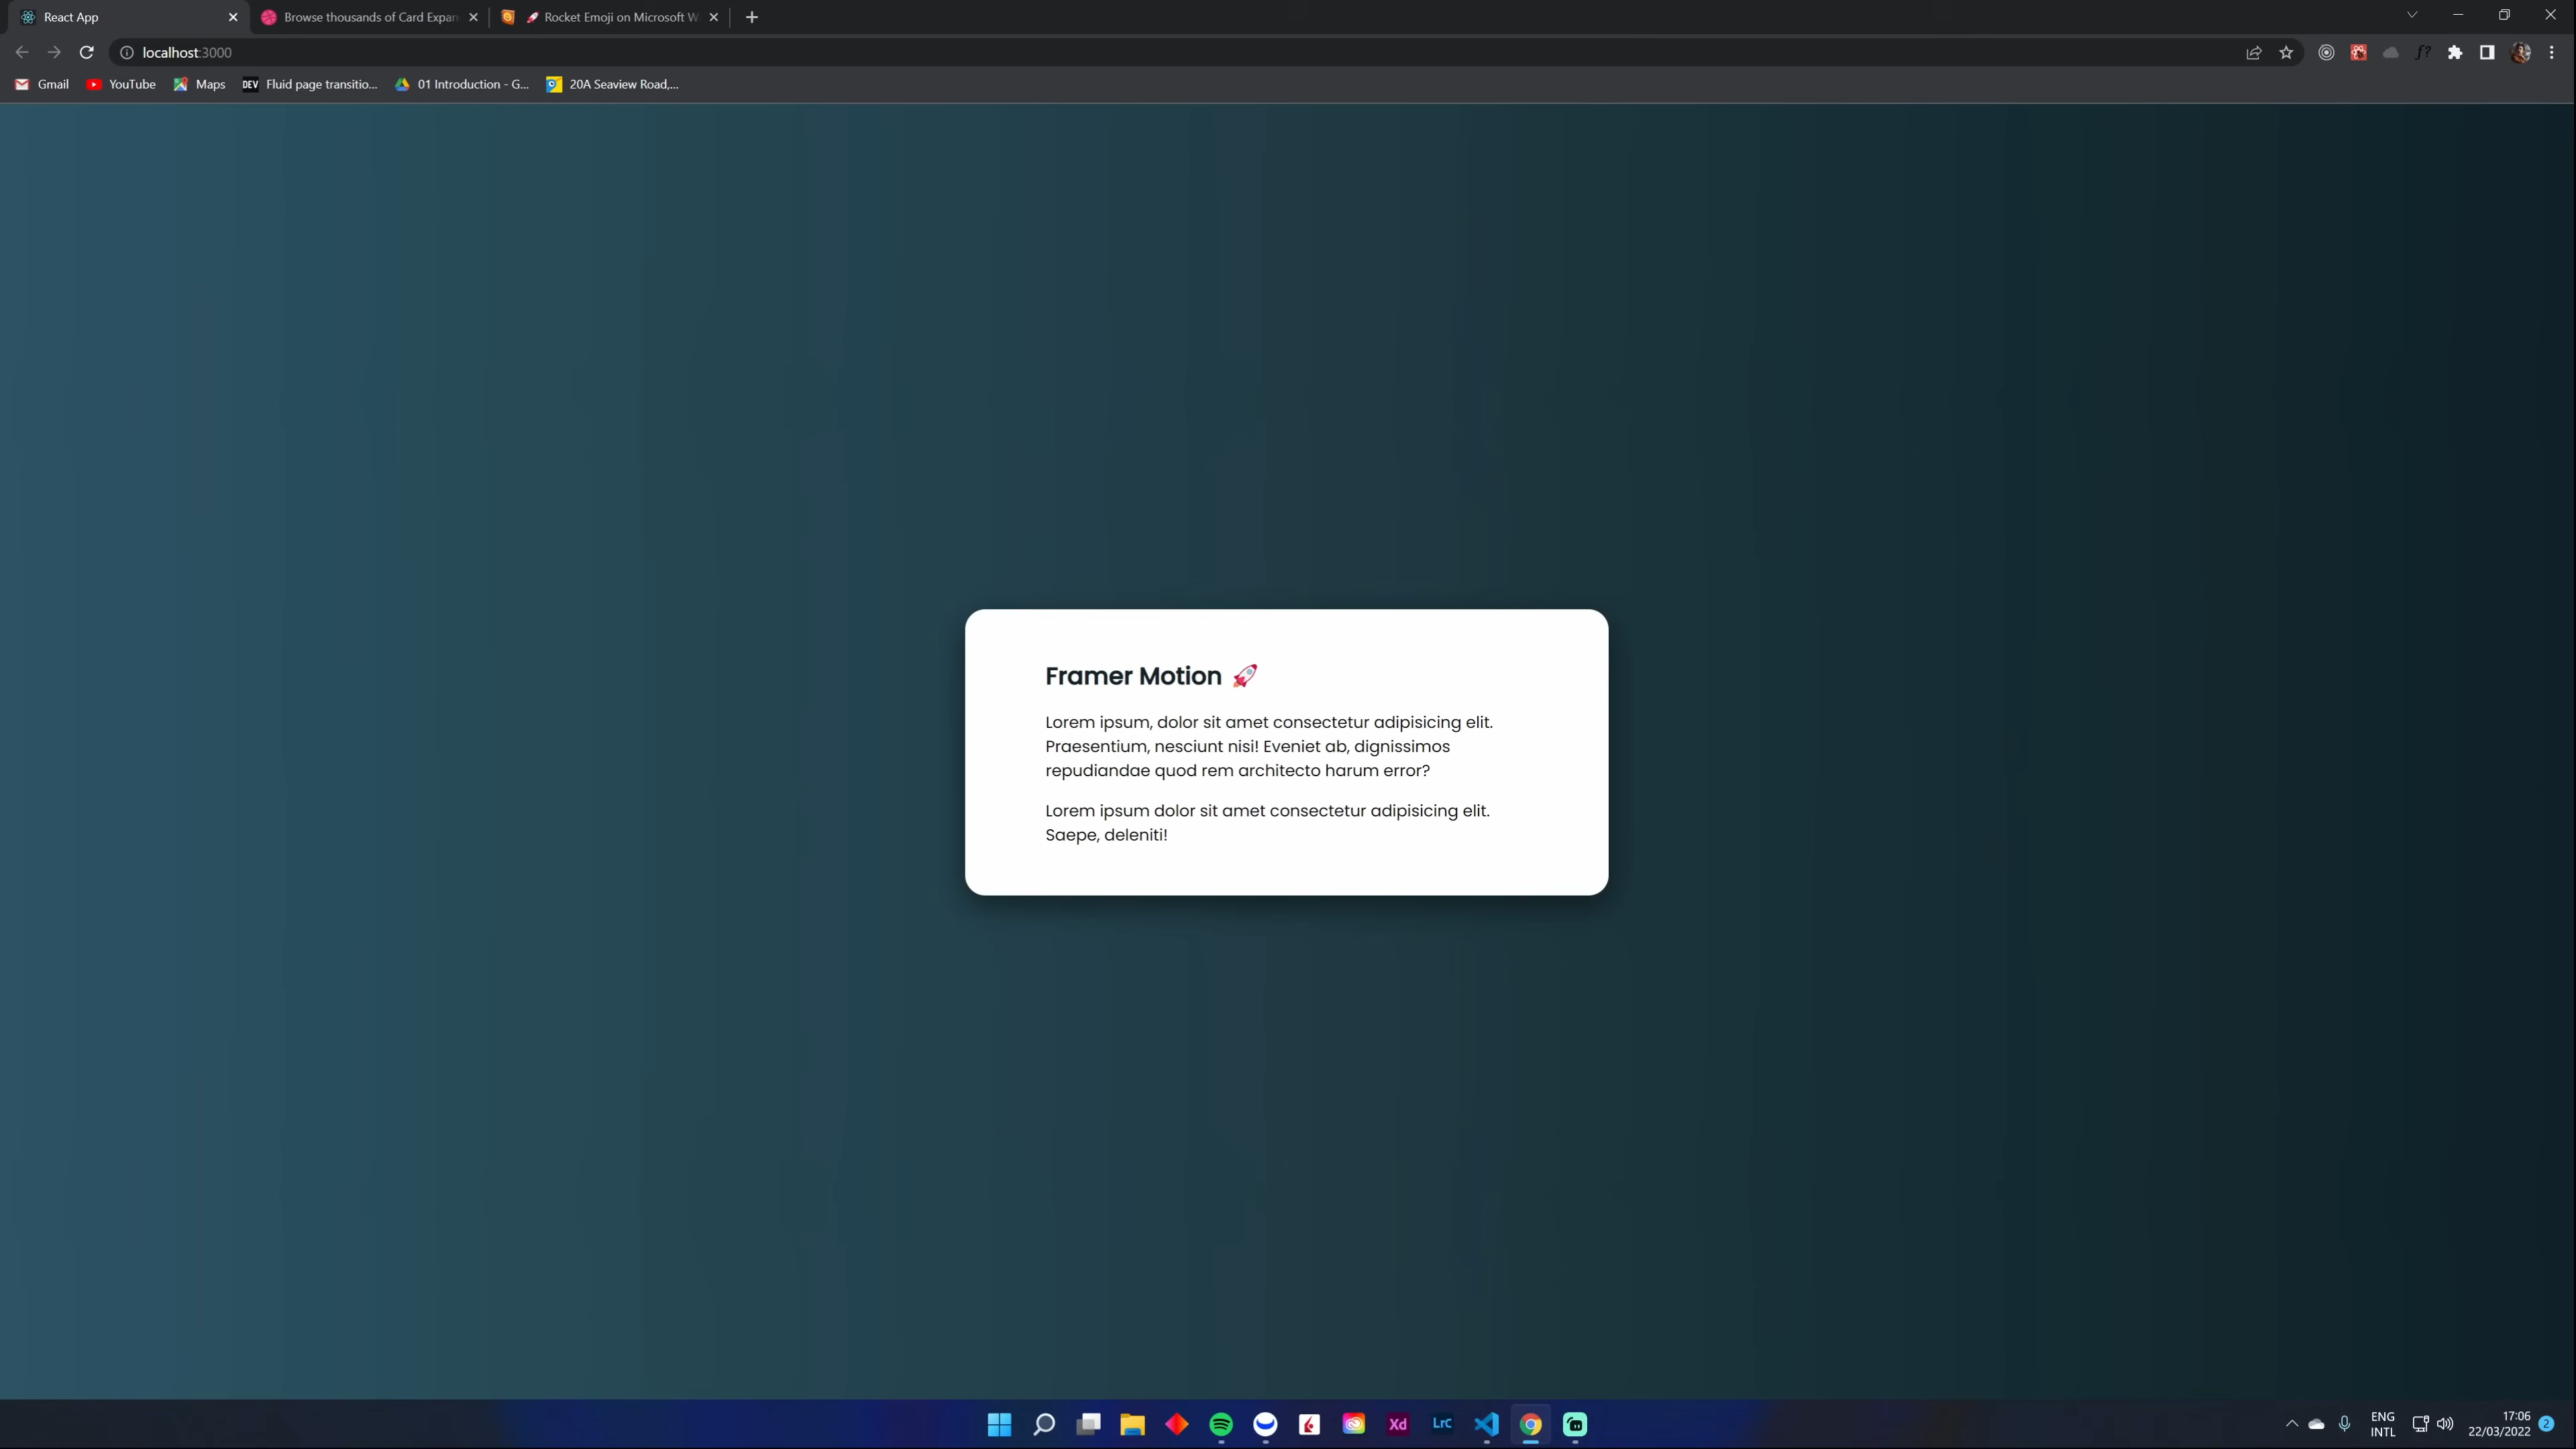 React App
Browse thousands of Card Expan
🚀 Rocket Emoji on Microsoft W
localhost:3000
Gmail
YouTube
Maps
DEV
Fluid page transitio...
01 Introduction - G...
20A Seaview Road,...
Framer Motion 🚀
Lorem ipsum, dolor sit amet consectetur adipisicing elit.
Praesentium, nesciunt nisi! Eveniet ab, dignissimos
repudiandae quod rem architecto harum error?
Lorem ipsum dolor sit amet consectetur adipisicing elit.
Saepe, deleniti!
Xd
LrC
ENG
INTL
17:06
22/03/2022
2
f?